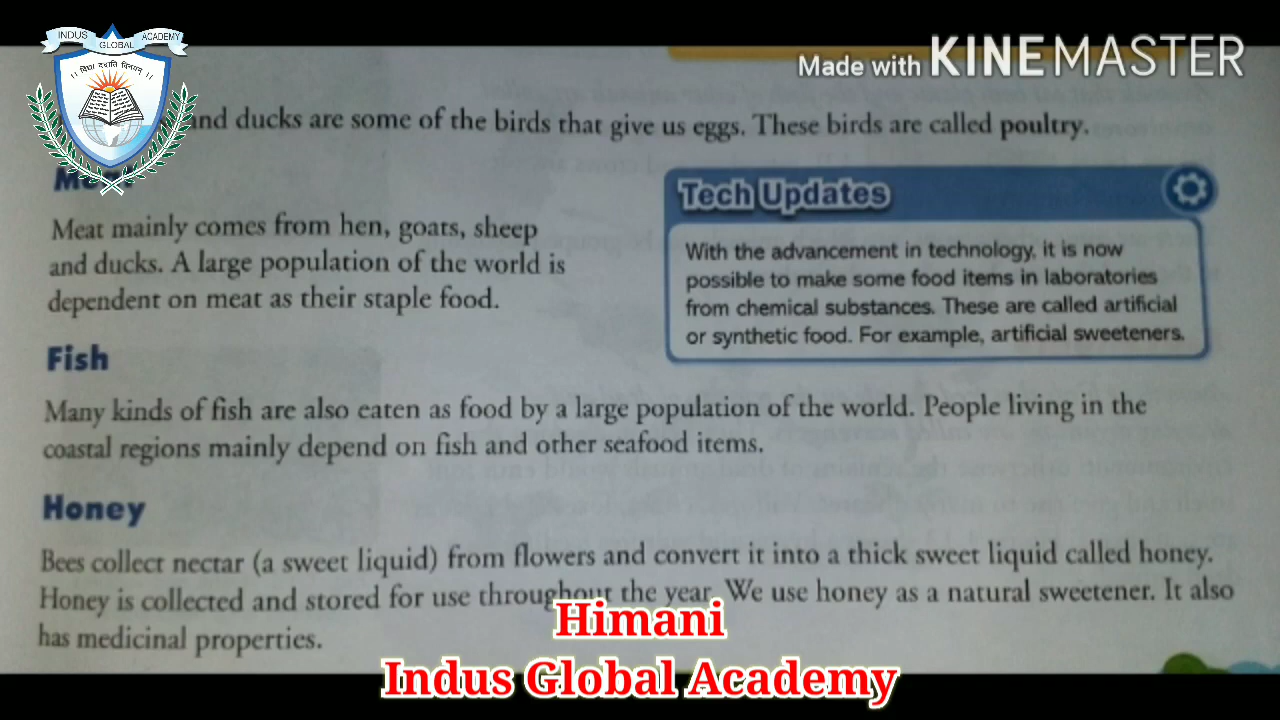 INDUS GLOBAL ACADEMY
।। विद्या ददाति विनयम् ।।
Made with KINEMASTER
and ducks are some of the birds that give us eggs. These birds are called poultry.
Meat
Meat mainly comes from hen, goats, sheep
and ducks. A large population of the world is
dependent on meat as their staple food.
Tech Updates
With the advancement in technology, it is now
possible to make some food items in laboratories
from chemical substances. These are called artificial
or synthetic food. For example, artificial sweeteners.
Fish
Many kinds of fish are also eaten as food by a large population of the world. People living in the
coastal regions mainly depend on fish and other seafood items.
Honey
Bees collect nectar (a sweet liquid) from flowers and convert it into a thick sweet liquid called honey.
Honey is collected and stored for use throughout the year. We use honey as a natural sweetener. It also
has medicinal properties.
Himani
Indus Global Academy